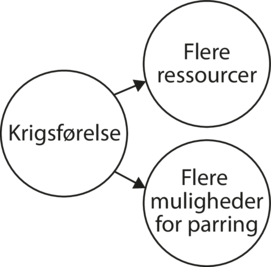 Flere
ressourcer
Krigsførelse
Flere
muligheder
for parring